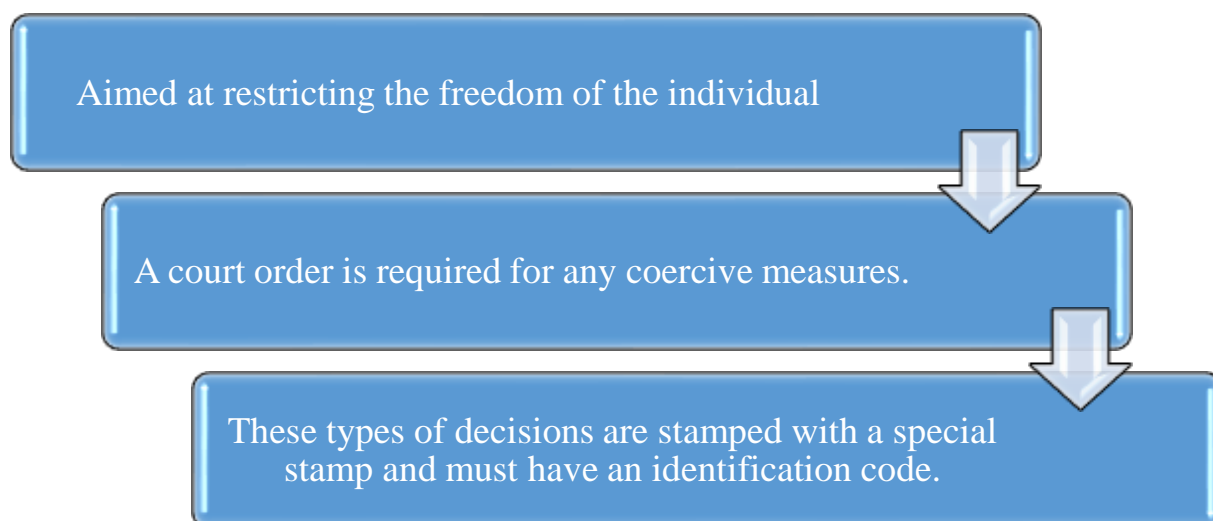 Aimed at restricting the freedom of the individual
A court order is required for any coercive measures.
These types of decisions are stamped with a special
stamp and must have an identification code.